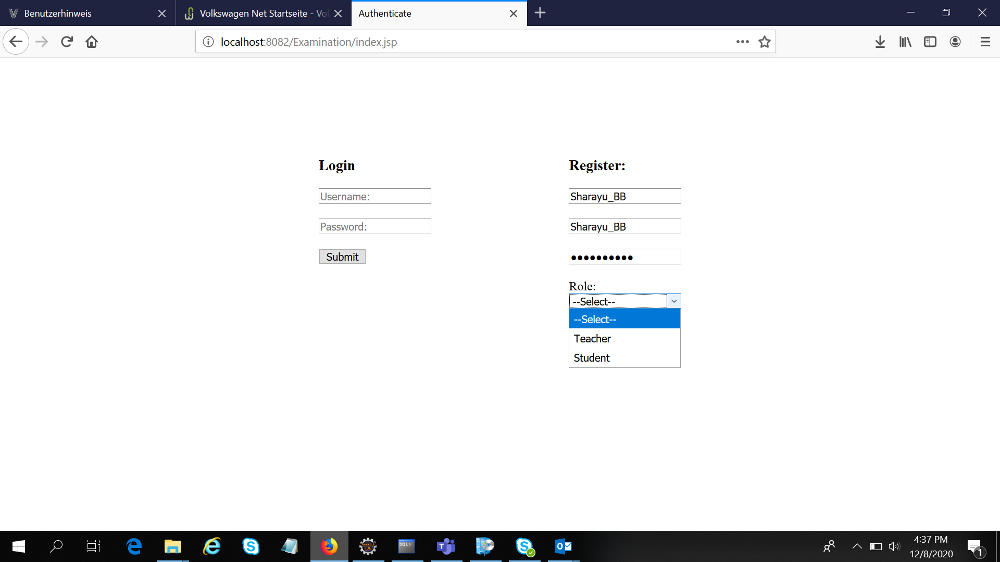 Benutzerhinweis
Volkswagen Net Startseite - Vol
Authenticate
localhost:8082/Examination/index.jsp
Login
Username:
Password:
Submit
Register:
Sharayu_BB
Sharayu_BB
●●●●●●●●●●
Role:
--Select--
--Select--
Teacher
Student
4:37 PM
12/8/2020
1